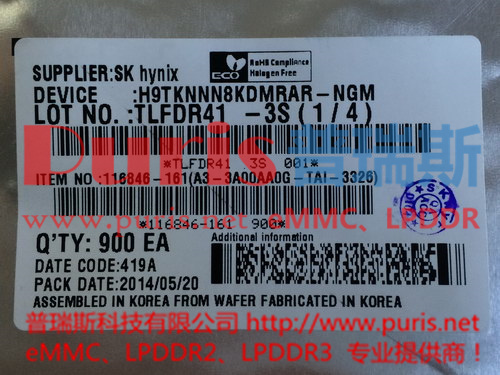 SUPPLIER:SK hynix
ECO
RoHS Compliance
Halogen Free
DEVICE :H9TKNNN8KDMRAR-NGM
LOT NO. :TLFDR41 -3S(1/4)
Puris 普瑞斯
*TLFDR41 3S 001*
ITEM NO :116846-161(A3-3A00AA0G-TAI-3326)
eMMC、LPDDR
*116846-161 900*
Q'TY: 900 EA
Additional information
DATE CODE:419A
PACK DATE:2014/05/20
ASSEMBLED IN KOREA FROM WAFER FABRICATED IN KOREA
普瑞斯科技有限公司 http://www.puris.net
eMMC、LPDDR2、LPDDR3 专业提供商！